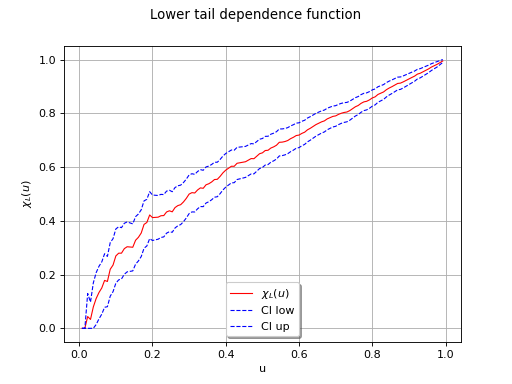 Lower tail dependence function
1.0
0.8
0.6
0.4
0.2
0.0
χL(u)
χL(u)
CI low
CI up
0.0 0.2 0.4 0.6 0.8 1.0
u